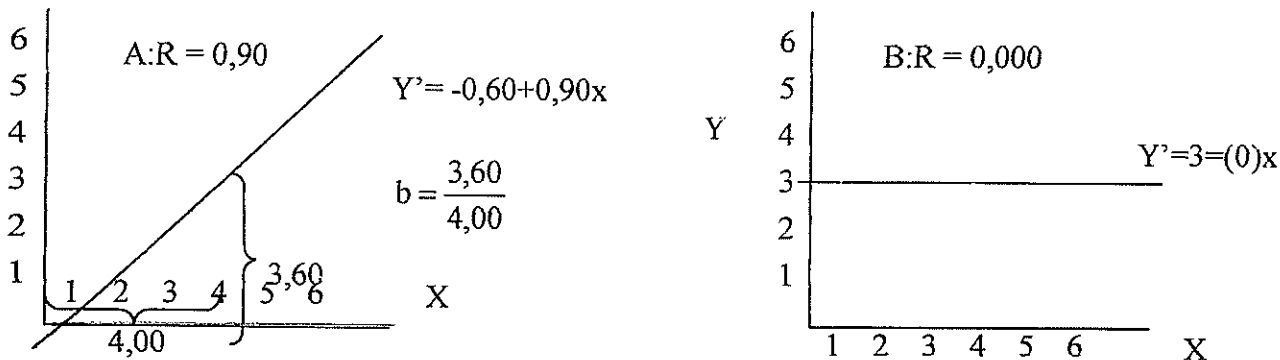 6
A:R = 0,90
5
Y'= -0,60+0,90x
4
3
b = 3,60
4,00
2
1
3,60
1 2 3 4 5 6
X
4,00
6
B:R = 0,000
5
Y
4
Y'=3=(0)x
3
2
1
1 2 3 4 5 6
X